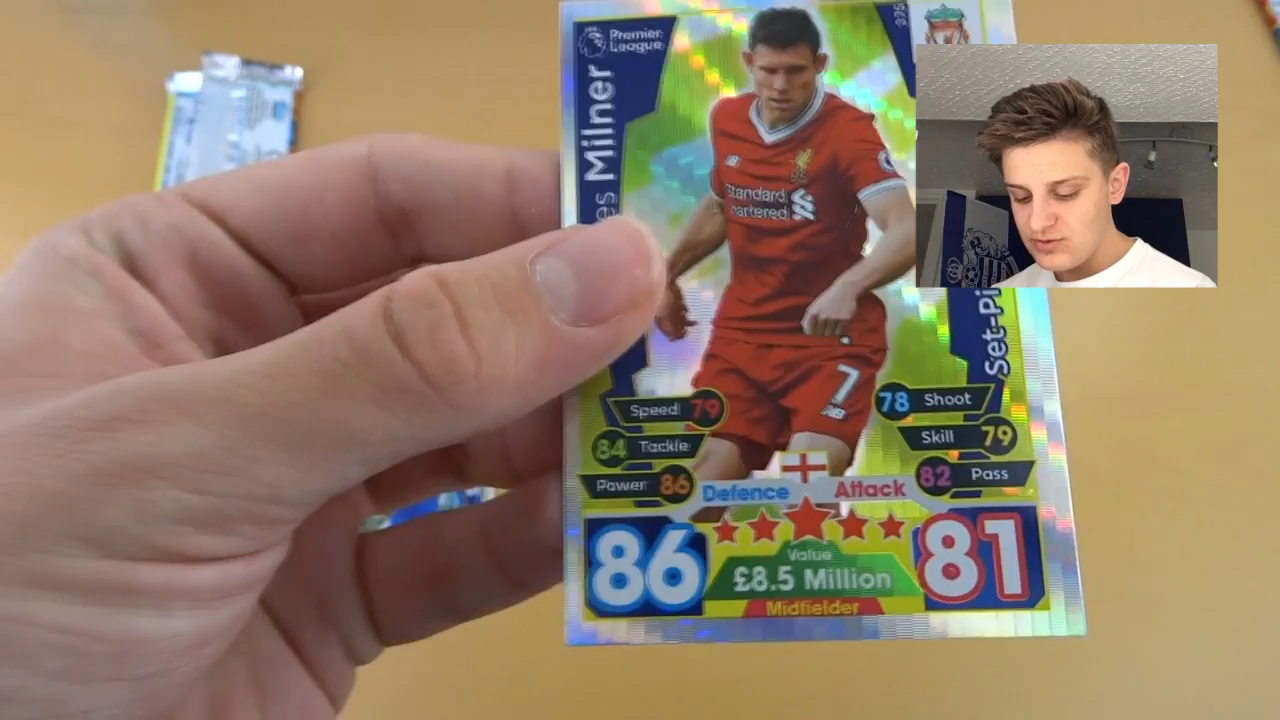 Premier
League
es Milner
Standard
Chartered
7
Set-Pi
Speed 79
84 Tackle
Power 86
78 Shoot
Skill 79
82 Pass
Defence
Attack
86
81
Value
£8.5 Million
Midfielder